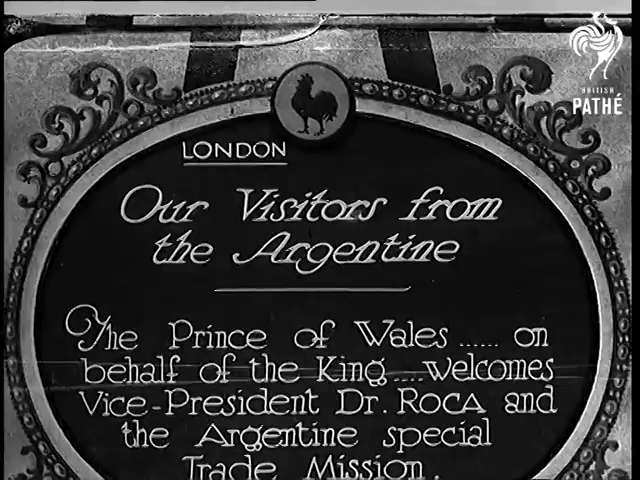 BRITISH
PATHÉ
LONDON
Our Visitors from
the Argentine
The Prince of Wales ...... on
behalf of the King .... welcomes
Vice-President Dr. ROCA and
the Argentine special
Trade Mission.